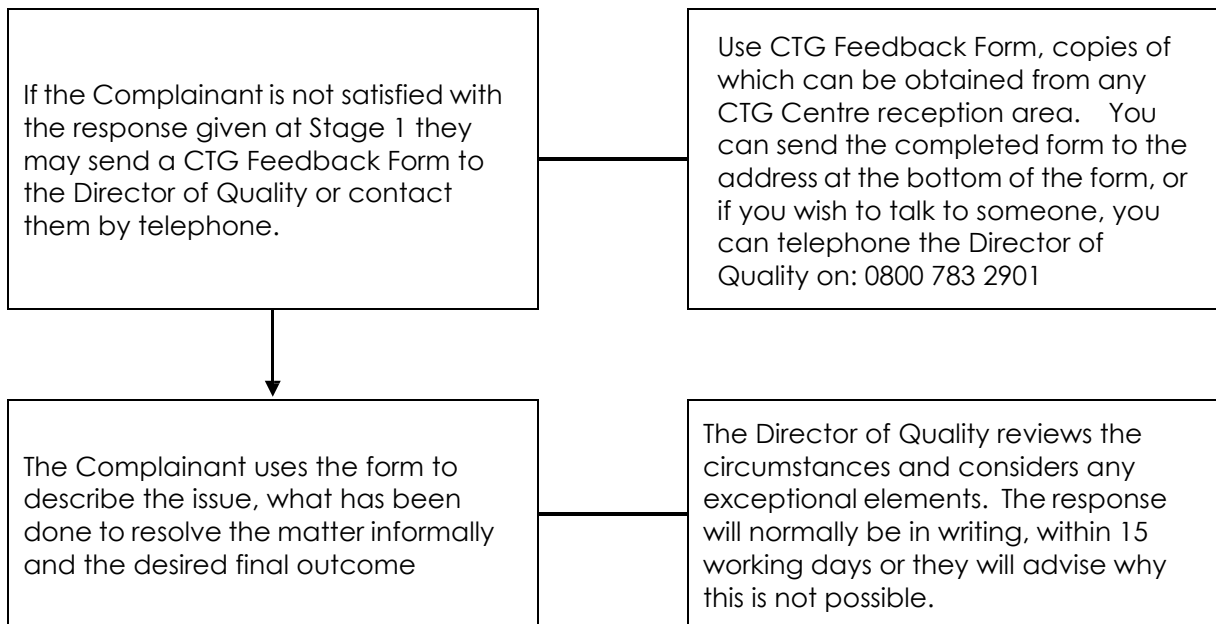 If the Complainant is not satisfied with
the response given at Stage 1 they
may send a CTG Feedback Form to
the Director of Quality or contact
them by telephone.
Use CTG Feedback Form, copies of
which can be obtained from any
CTG Centre reception area.    You
can send the completed form to the
address at the bottom of the form, or
if you wish to talk to someone, you
can telephone the Director of
Quality on: 0800 783 2901
The Complainant uses the form to
describe the issue, what has been
done to resolve the matter informally
and the desired final outcome
The Director of Quality reviews the
circumstances and considers any
exceptional elements.  The response
will normally be in writing, within 15
working days or they will advise why
this is not possible.